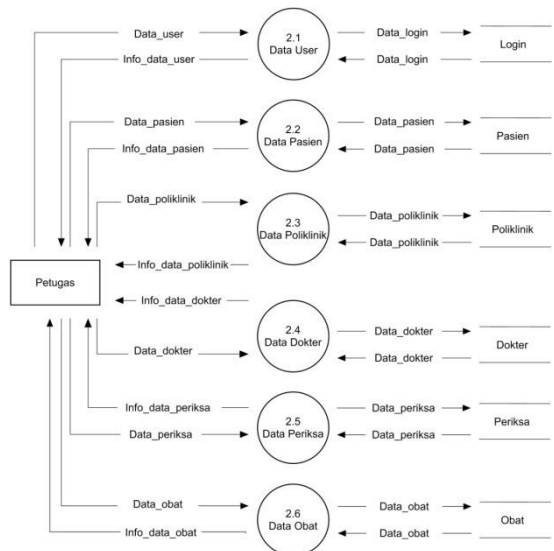 Data_user
2.1
Data User
Data_login
Login
Info_data_user
Data_login
Data_pasien
2.2
Data Pasien
Data_pasien
Pasien
Info_data_pasien
Data_pasien
Data_poliklinik
2.3
Data Poliklinik
Data_poliklinik
Poliklinik
Data_poliklinik
Info_data_poliklinik
Petugas
Info_data_dokter
2.4
Data Dokter
Data_dokter
Dokter
Data_dokter
Data_dokter
Info_data_periksa
2.5
Data Periksa
Data_periksa
Periksa
Data_periksa
Data_periksa
Data_obat
2.6
Data Obat
Data_obat
Obat
Info_data_obat
Data_obat